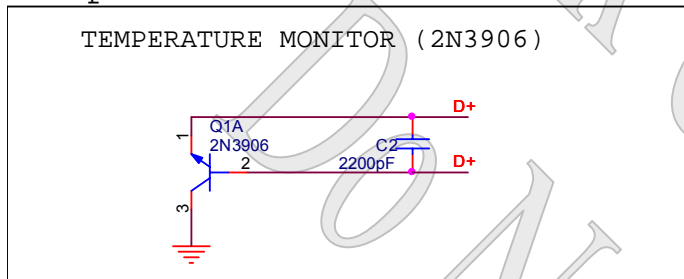 TEMPERATURE MONITOR (2N3906)
D+
1
Q1A
2N3906
C2
2200pF
2
D+
3